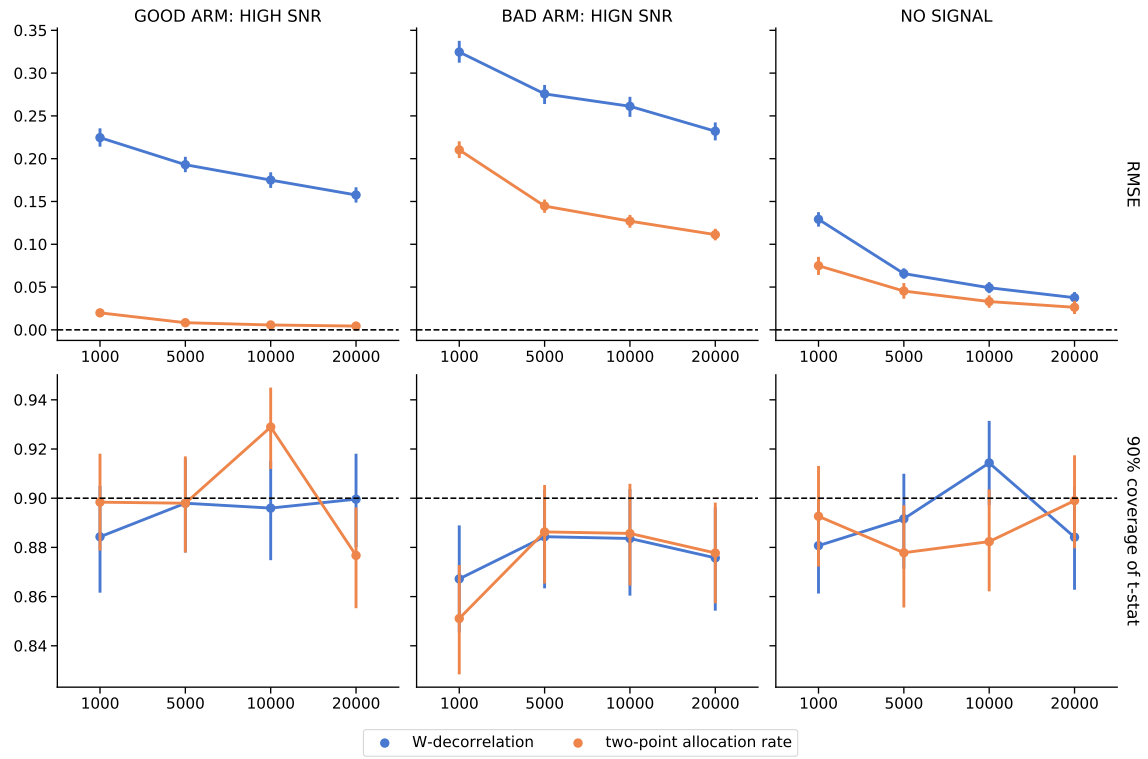 GOOD ARM: HIGH SNR
BAD ARM: HIGN SNR
NO SIGNAL
0.35
0.30
0.25
0.20
0.15
0.10
0.05
0.00
1000 5000 10000 20000
1000 5000 10000 20000
1000 5000 10000 20000
RMSE
0.94
0.92
0.90
0.88
0.86
0.84
1000 5000 10000 20000
1000 5000 10000 20000
1000 5000 10000 20000
90% coverage of t-stat
W-decorrelation
two-point allocation rate